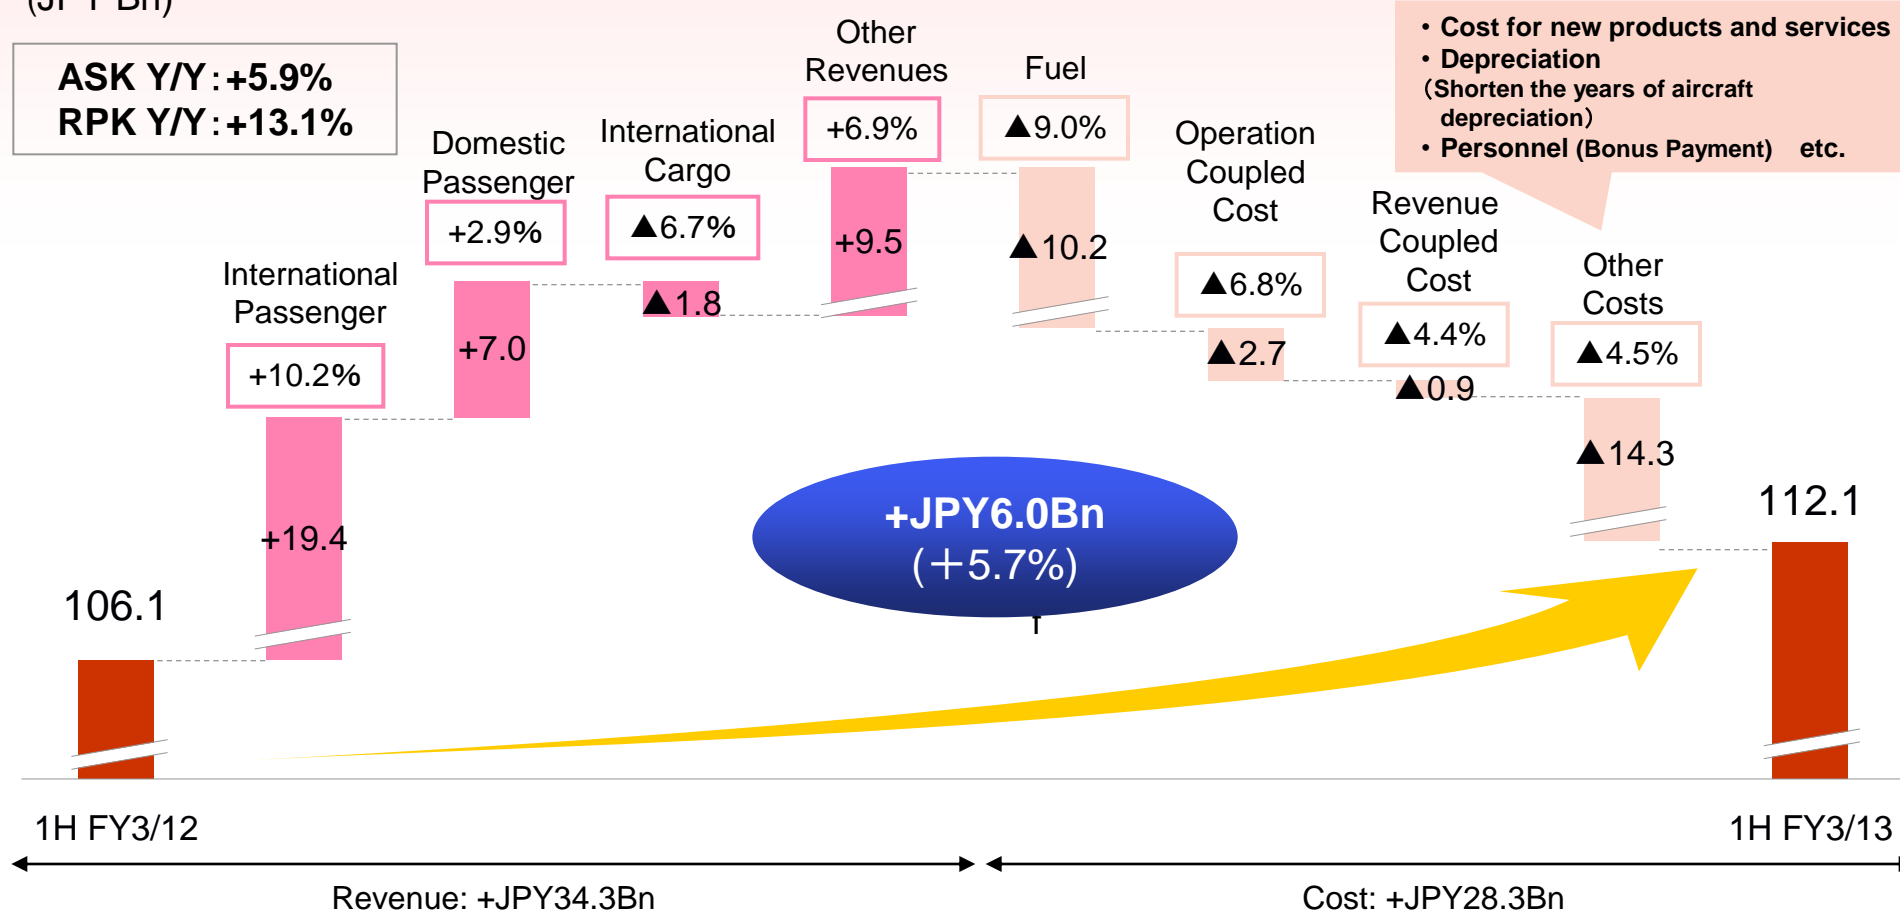 (JPY Bn)
ASK Y/Y:+5.9%
RPK Y/Y:+13.1%
106.1
International
Passenger
+10.2%
+19.4
Domestic
Passenger
+2.9%
+7.0
International
Cargo
▲6.7%
▲1.8
Other
Revenues
+6.9%
+9.5
Fuel
▲9.0%
▲10.2
Operation
Coupled
Cost
▲6.8%
▲2.7
Revenue
Coupled
Cost
▲4.4%
▲0.9
・Cost for new products and services
・Depreciation
（Shorten the years of aircraft
depreciation）
・Personnel (Bonus Payment) etc.
Other
Costs
▲4.5%
▲14.3
112.1
+JPY6.0Bn
(＋5.7%)
1H FY3/12
1H FY3/13
Revenue: +JPY34.3Bn
Cost: +JPY28.3Bn